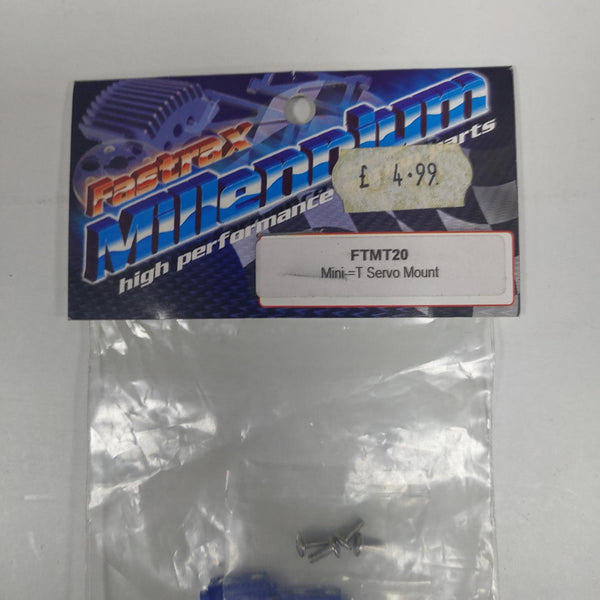 Fastrax
Millennium
high performance parts
£ 4.99
FTMT20
Mini-=T Servo Mount